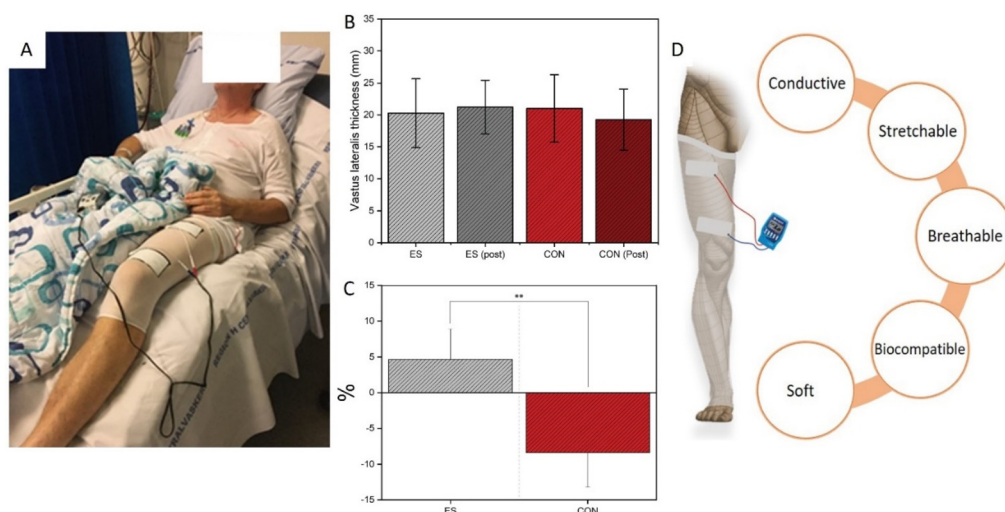 A
B
35
30
25
20
15
10
5
0
Vastus lateralis thickness (mm)
ES
ES (post)
CON
CON (Post)
C
15
10
5
0
-5
-10
-15
%
**
ES
CON
D
Conductive
Stretchable
Breathable
Biocompatible
Soft